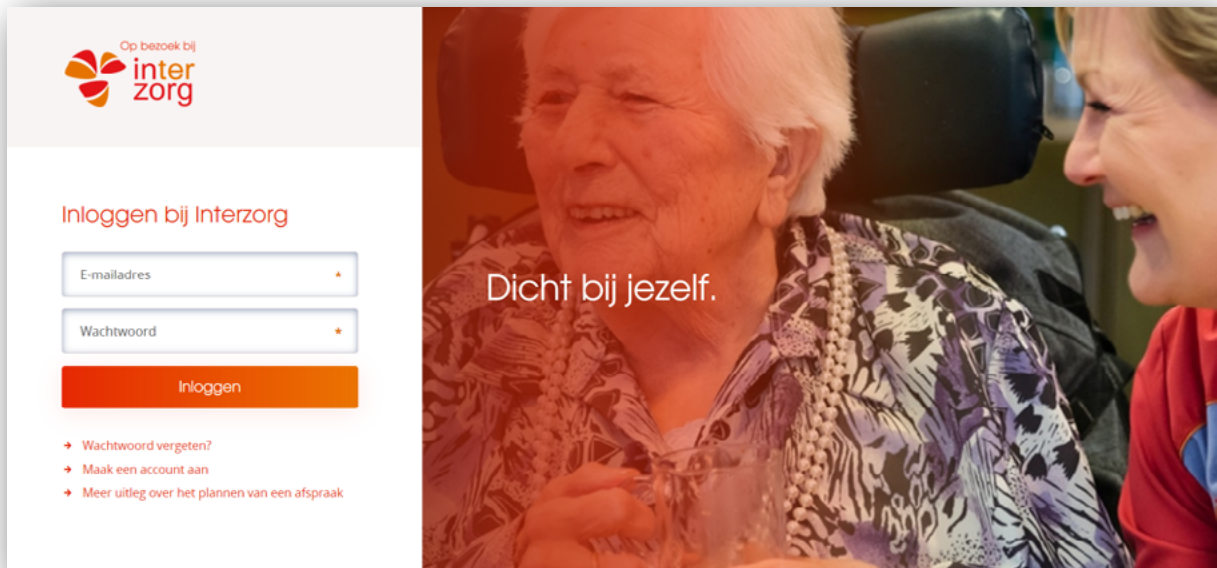 Op bezoek bij
inter
zorg
Inloggen bij Interzorg
E-mailadres *
Wachtwoord *
Inloggen
→ Wachtwoord vergeten?
→ Maak een account aan
→ Meer uitleg over het plannen van een afspraak
Dicht bij jezelf.